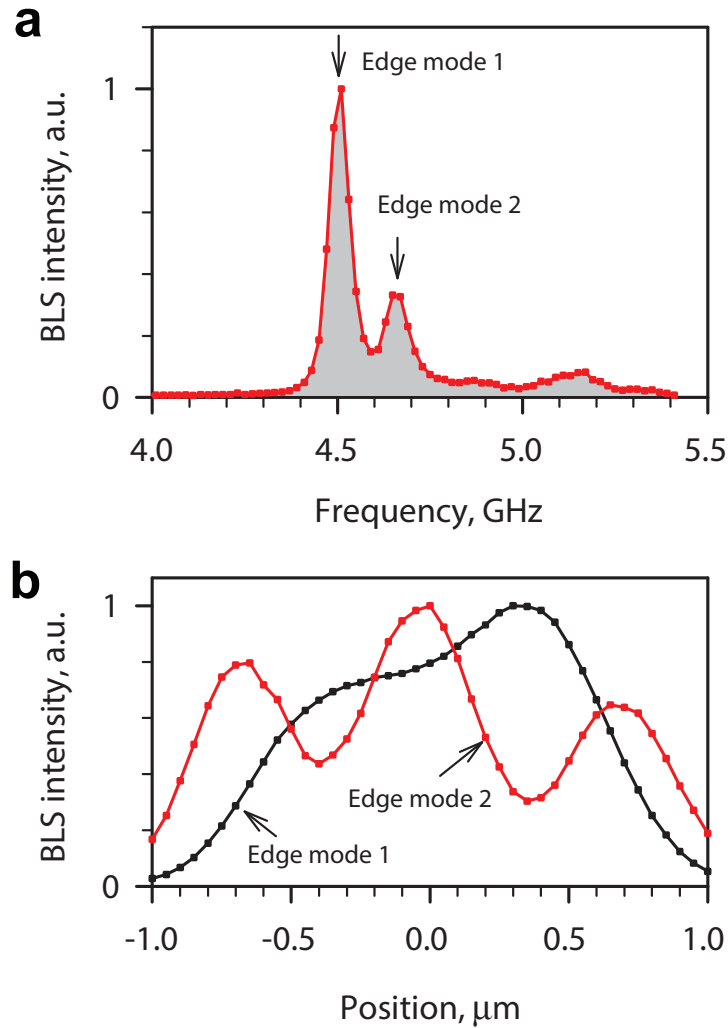 a
Edge mode 1
Edge mode 2
BLS intensity, a.u.
1
0
4.0 4.5 5.0 5.5
Frequency, GHz
b
BLS intensity, a.u.
1
0
Edge mode 2
Edge mode 1
-1.0 -0.5 0.0 0.5 1.0
Position, μm